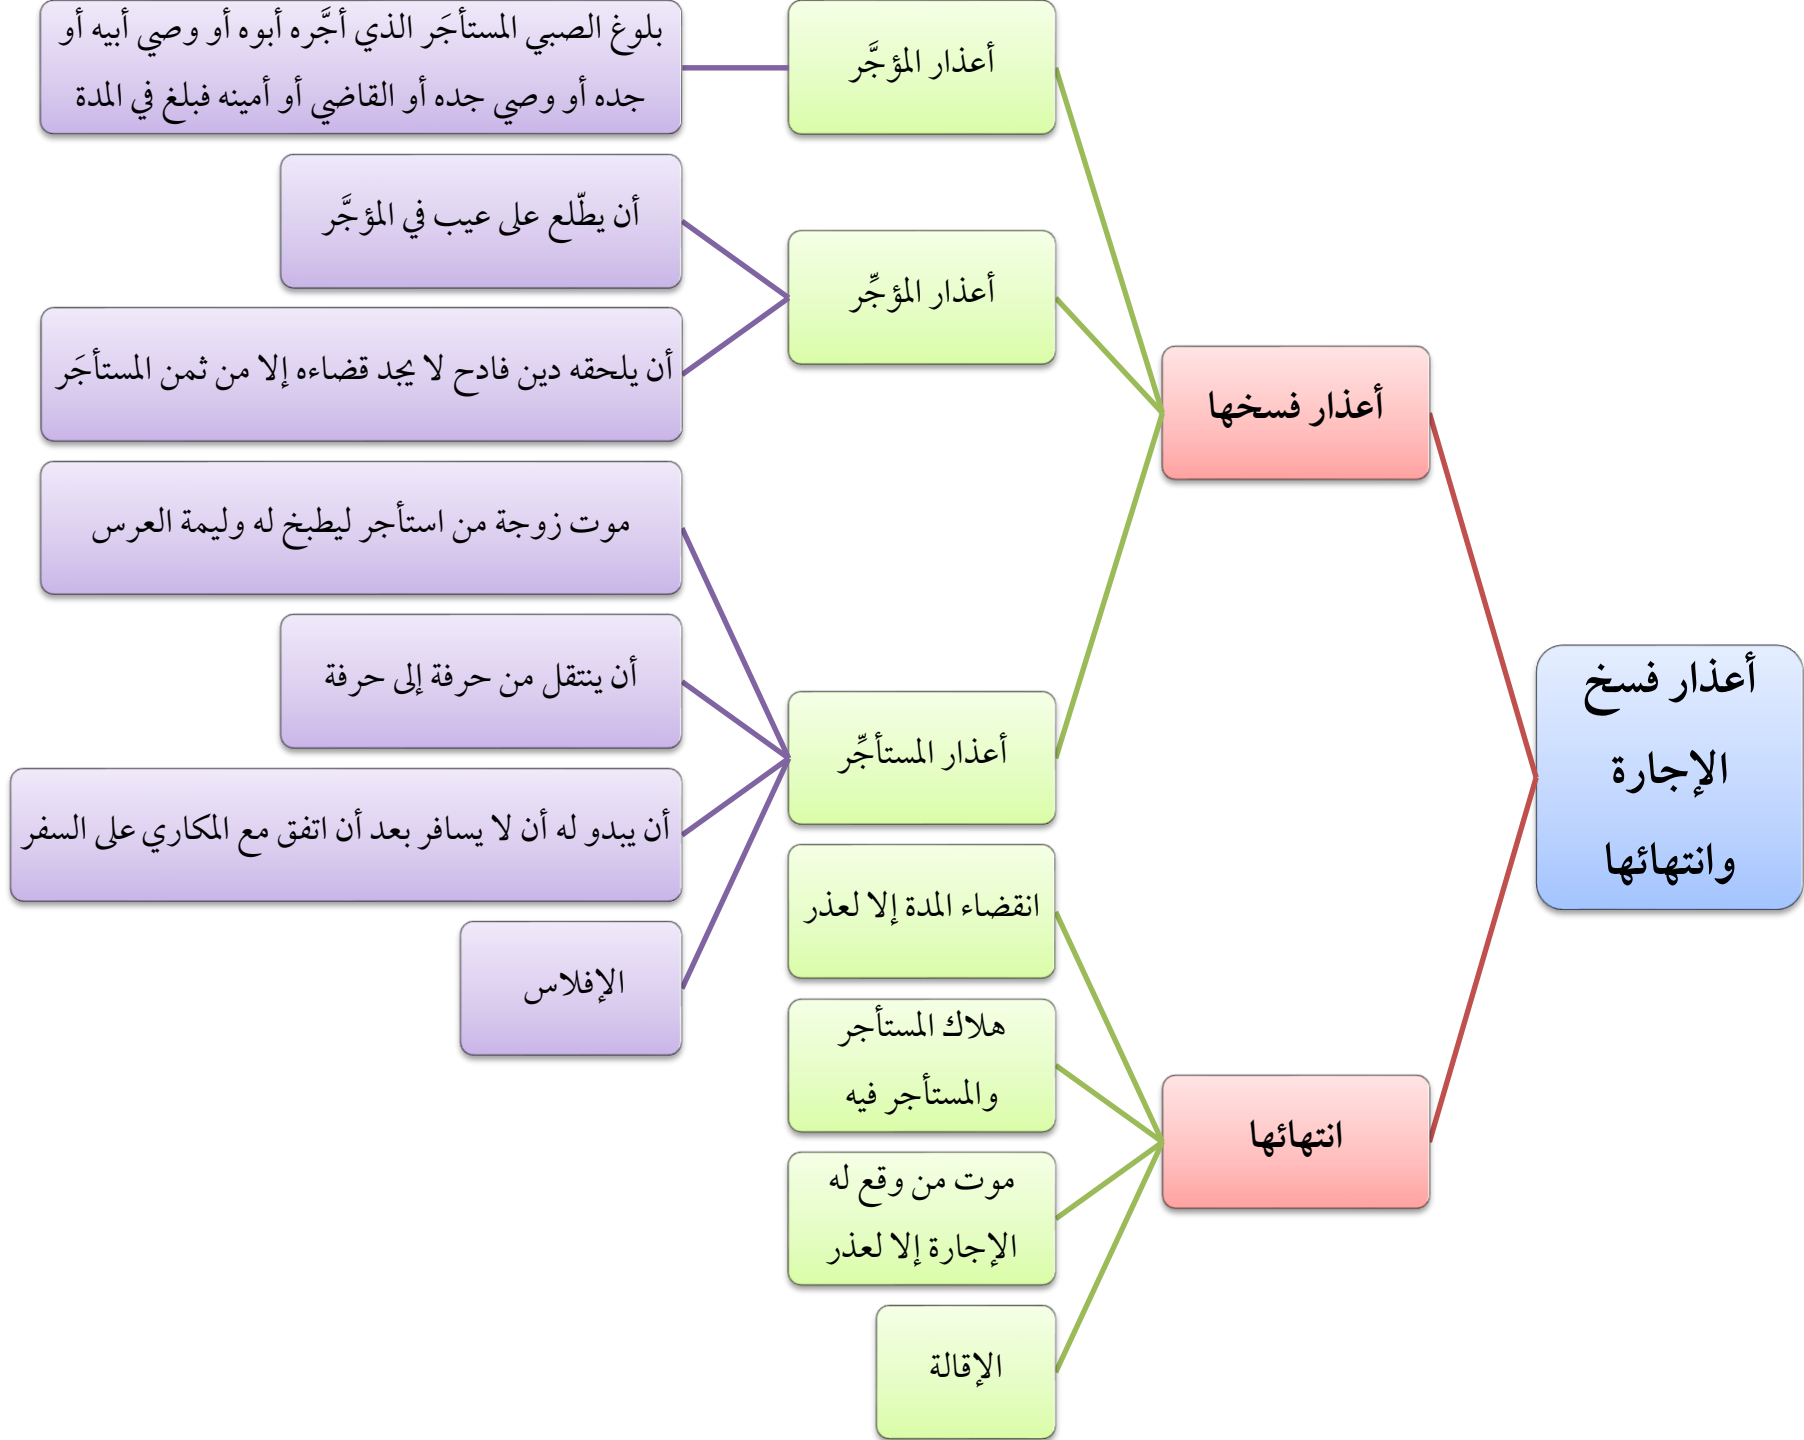 أعذار فسخ
الإجارة
وانتهائها
أعذار فسخها
أعذار المؤجَّر
بلوغ الصبي المستأجَر الذي أجَّره أبوه أو وصي أبيه أو
جده أو وصي جده أو القاضي أو أمينه فبلغ في المدة
أعذار المؤجِّر
أن يطّلع على عيب في المؤجَّر
أن يلحقه دين فادح لا يجد قضاءه إلا من ثمن المستأجَر
أعذار المستأجِّر
موت زوجة من استأجر ليطبخ له وليمة العرس
أن ينتقل من حرفة إلى حرفة
أن يبدو له أن لا يسافر بعد أن اتفق مع المكاري على السفر
الإفلاس
انتهائها
انقضاء المدة إلا لعذر
هلاك المستأجر
والمستأجر فيه
موت من وقع له
الإجارة إلا لعذر
الإقالة